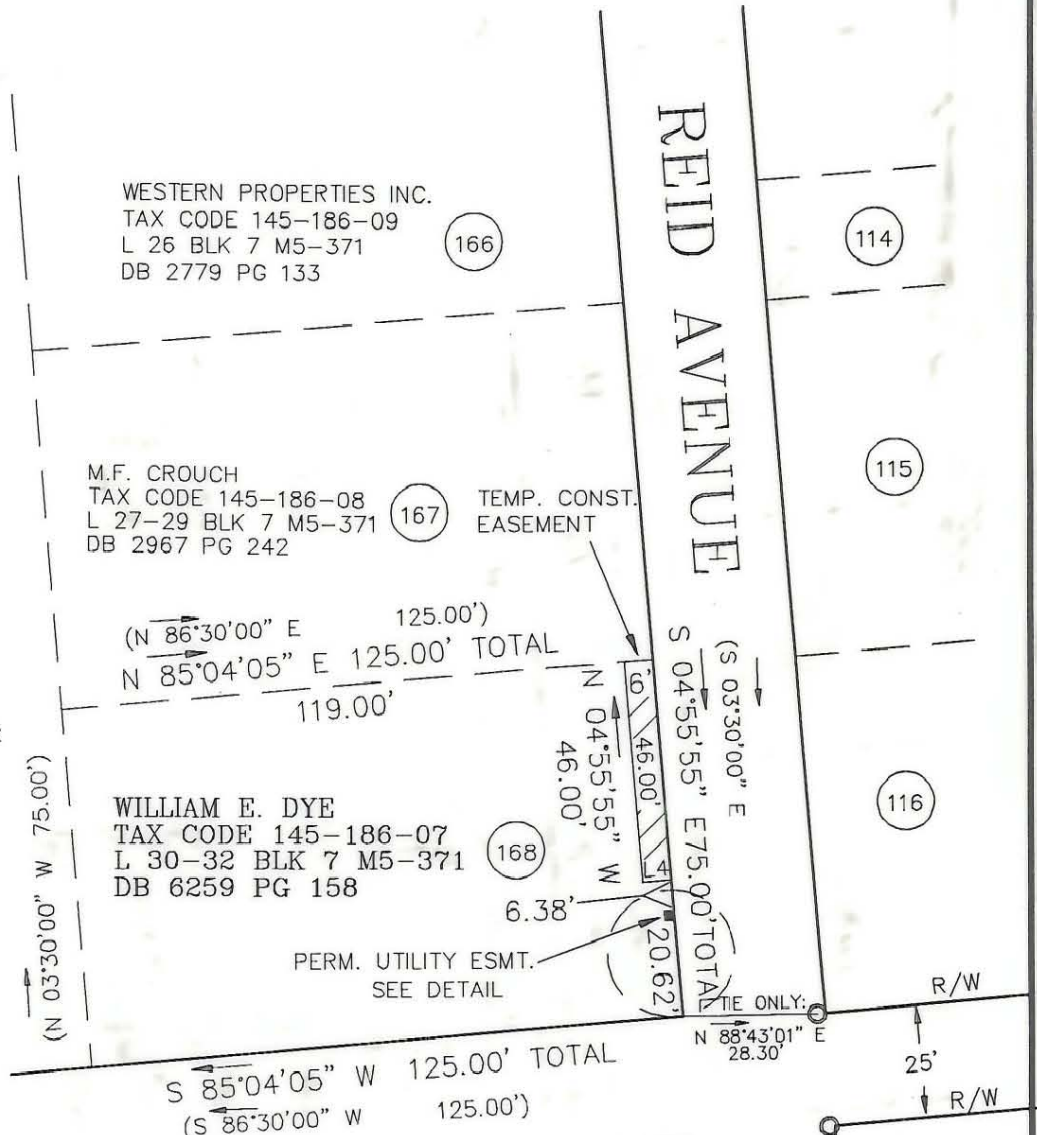 REID AVENUE
WESTERN PROPERTIES INC.
TAX CODE 145-186-09
L 26 BLK 7 M5-371
DB 2779 PG 133
166
114
M.F. CROUCH
TAX CODE 145-186-08
L 27-29 BLK 7 M5-371
DB 2967 PG 242
167
TEMP. CONST.
EASEMENT
115
(N 86°30'00" E 125.00')
N 85°04'05" E 125.00' TOTAL
119.00'
6'
46.00'
N 04°55'55" W
46.00'
S 04°55'55" E 75.00' TOTAL
(S 03°30'00" E
116
(N 03°30'00" W 75.00')
WILLIAM E. DYE
TAX CODE 145-186-07
L 30-32 BLK 7 M5-371
DB 6259 PG 158
168
L4
6.38'
20.62'
PERM. UTILITY ESMT.
SEE DETAIL
TIE ONLY:
N 88°43'01" E
28.30'
R/W
25'
R/W
S 85°04'05" W 125.00' TOTAL
(S 86°30'00" W 125.00')